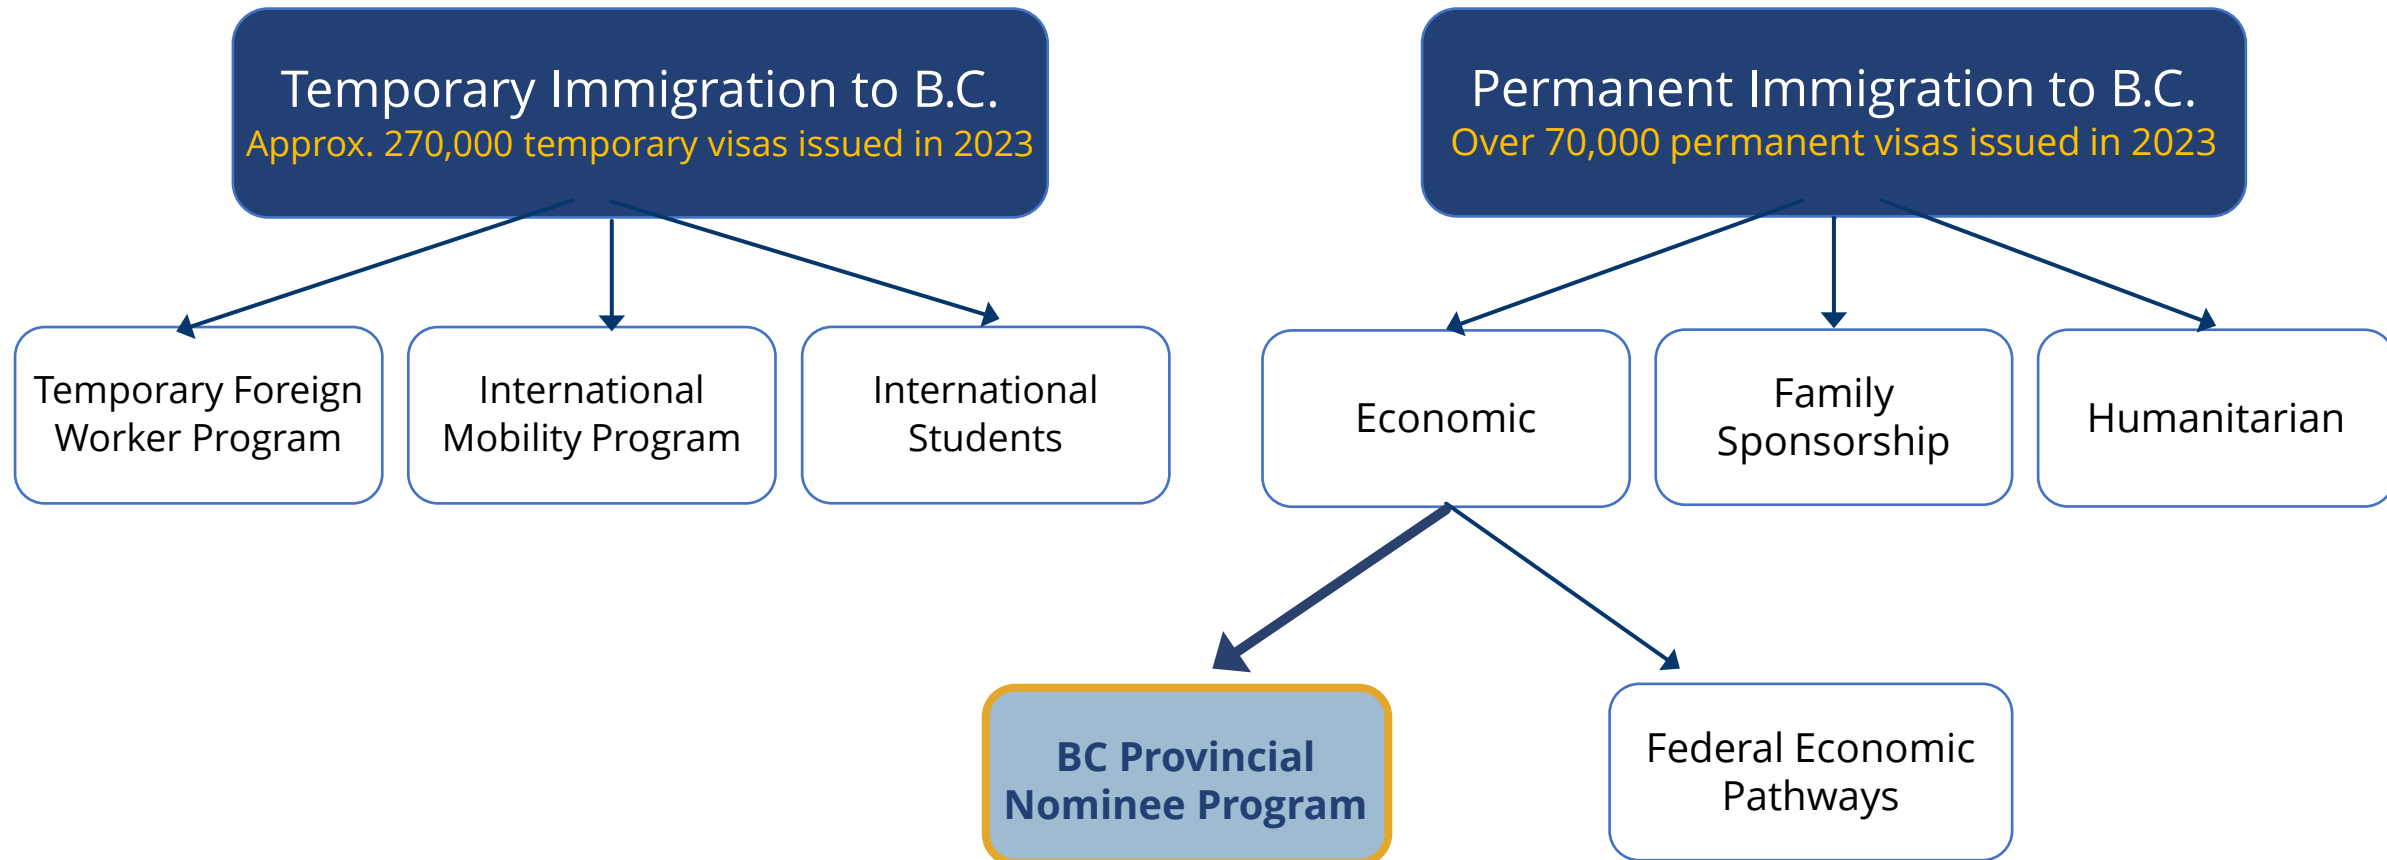 Temporary Immigration to B.C.
Approx. 270,000 temporary visas issued in 2023
Permanent Immigration to B.C.
Over 70,000 permanent visas issued in 2023
Temporary Foreign
Worker Program
International
Mobility Program
International
Students
Economic
Family
Sponsorship
Humanitarian
BC Provincial
Nominee Program
Federal Economic
Pathways